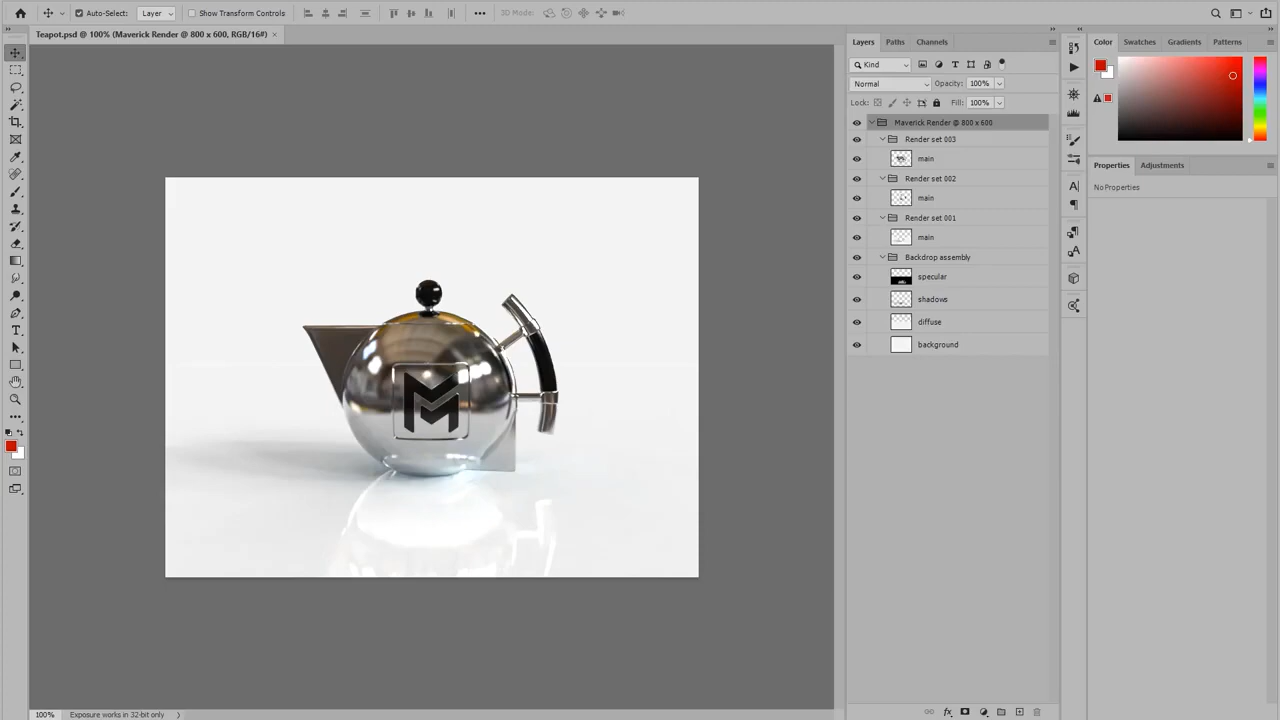 Auto-Select: Layer Show Transform Controls 3D Mode:
Teapot.psd @ 100% (Maverick Render @ 800 x 600, RGB/16#) ×
Layers Paths Channels
Kind
Normal Opacity: 100%
Lock: Fill: 100%
Maverick Render @ 800 x 600
Render set 003
main
Render set 002
main
Render set 001
main
Backdrop assembly
specular
shadows
diffuse
background
Color Swatches Gradients Patterns
Properties Adjustments
No Properties
100% Exposure works in 32-bit only